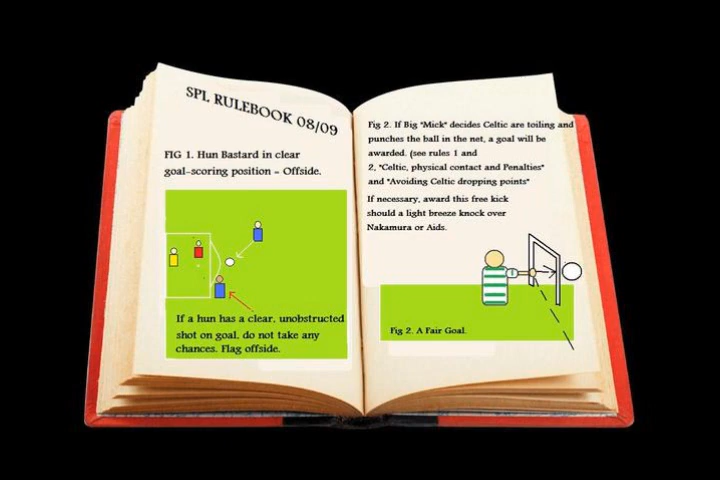 SPL RULEBOOK 08/09
FIG 1. Hun Bastard in clear
goal-scoring position - Offside.
If a hun has a clear, unobstructed
shot on goal, do not take any
chances. Flag offside.
Fig 2. If Big "Mick" decides Celtic are toiling and
punches the ball in the net, a goal will be
awarded. (see rules 1 and
2, "Celtic, physical contact and Penalties"
and "Avoiding Celtic dropping points"
If necessary, award this free kick
should a light breeze knock over
Nakamura or Aids.
Fig 2. A Fair Goal.